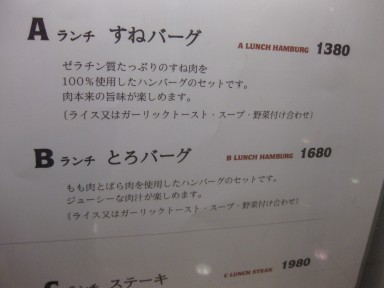 A ランチ すねバーグ A LUNCH HAMBURG 1380
ゼラチン質たっぷりのすね肉を
100％使用したハンバーグのセットです。
肉本来の旨味が楽しめます。
(ライス又はガーリックトースト・スープ・野菜付け合わせ)
B ランチ とろバーグ B LUNCH HAMBURG 1680
もも肉とばら肉を使用したハンバーグのセットです。
ジューシーな肉汁が楽しめます。
(ライス又はガーリックトースト・スープ・野菜付け合わせ)
C ランチ ステーキ C LUNCH STEAK 1980